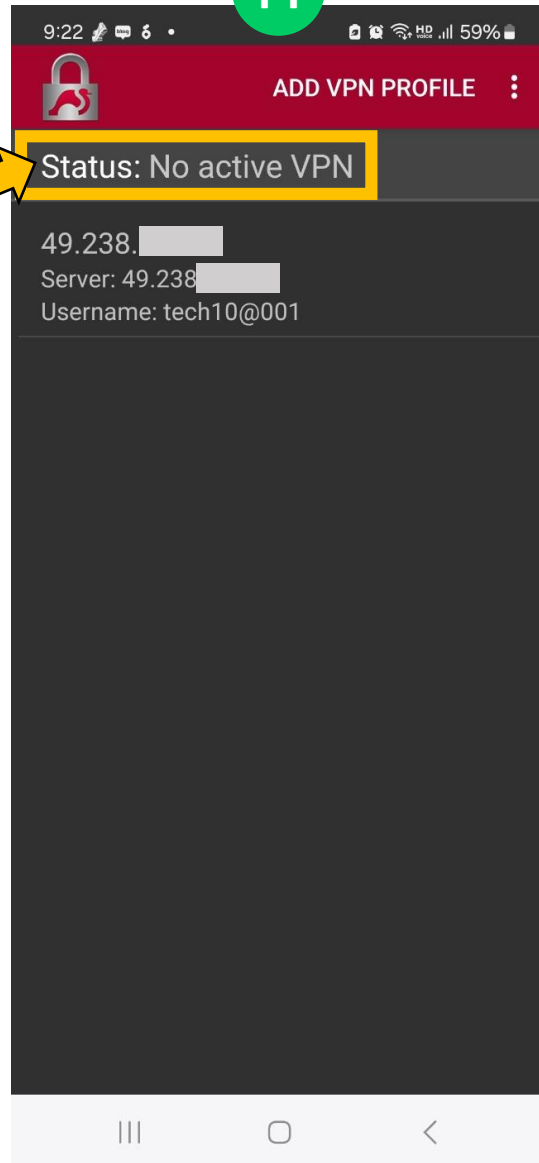 9:22
59%
ADD VPN PROFILE
Status: No active VPN
49.238.
Server: 49.238
Username: tech10@001